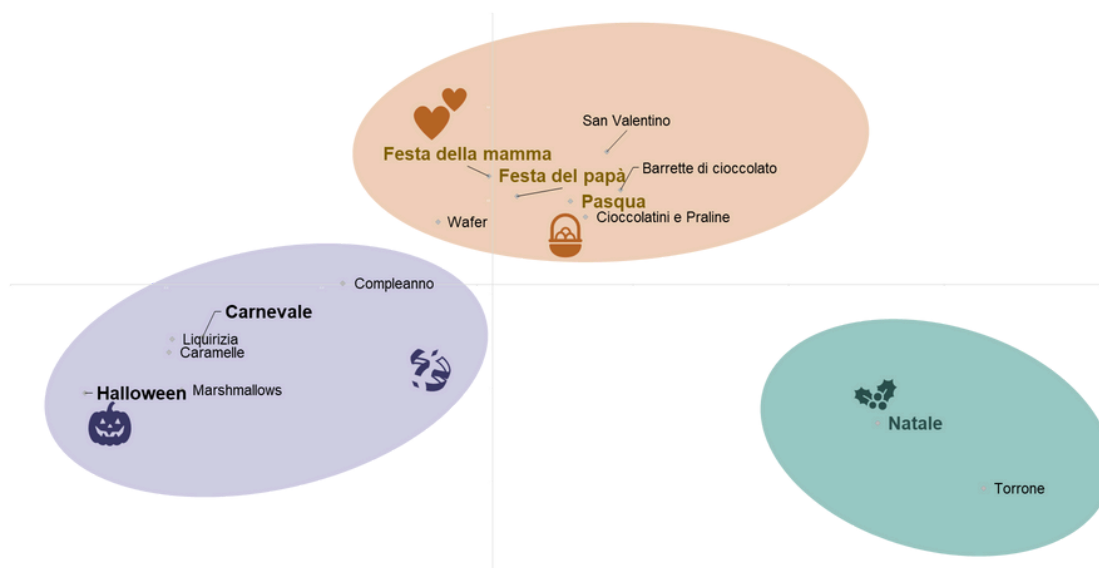 San Valentino
Festa della mamma
Festa del papà
Barrette di cioccolato
Pasqua
Cioccolatini e Praline
Wafer
Compleanno
Carnevale
Liquirizia
Caramelle
Halloween
Marshmallows
Natale
Torrone